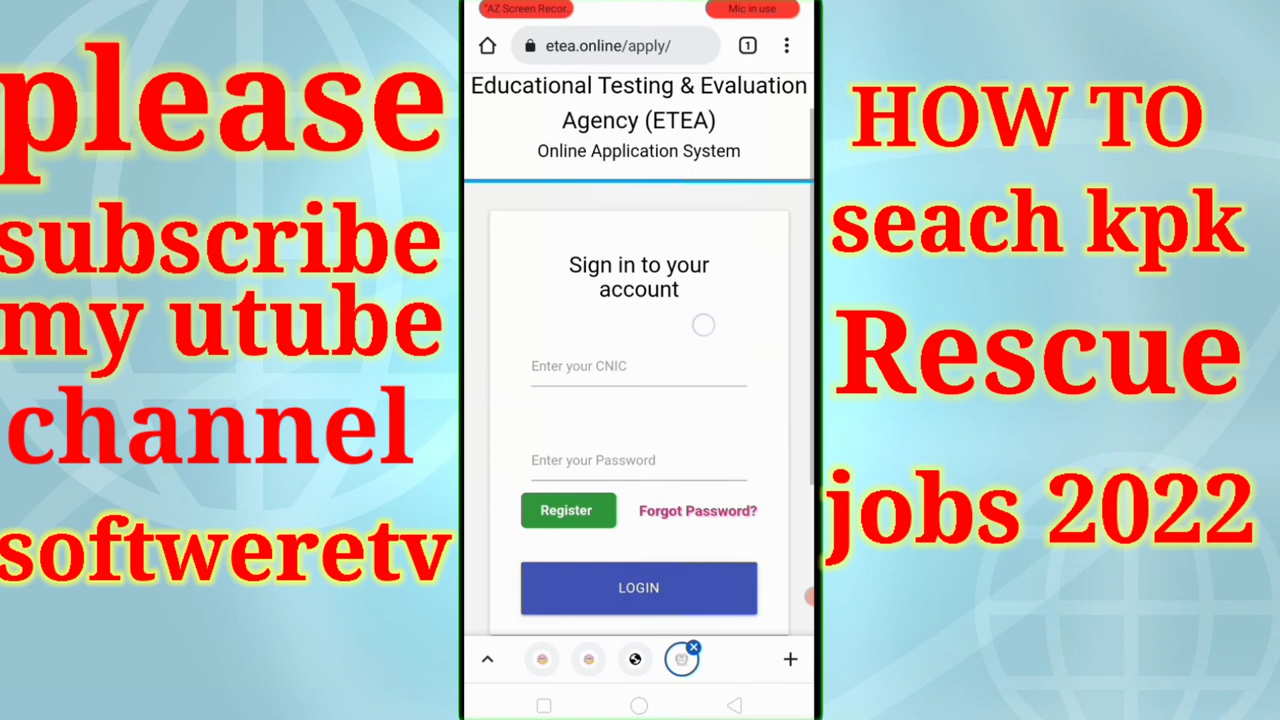 please
subscribe
my utube
channel
softweretv
"AZ Screen Recor..
Mic in use
etea.online/apply/
1
Educational Testing & Evaluation
Agency (ETEA)
Online Application System
Sign in to your
account
Enter your CNIC
Enter your Password
Register
Forgot Password?
LOGIN
HOW TO
seach kpk
Rescue
jobs 2022